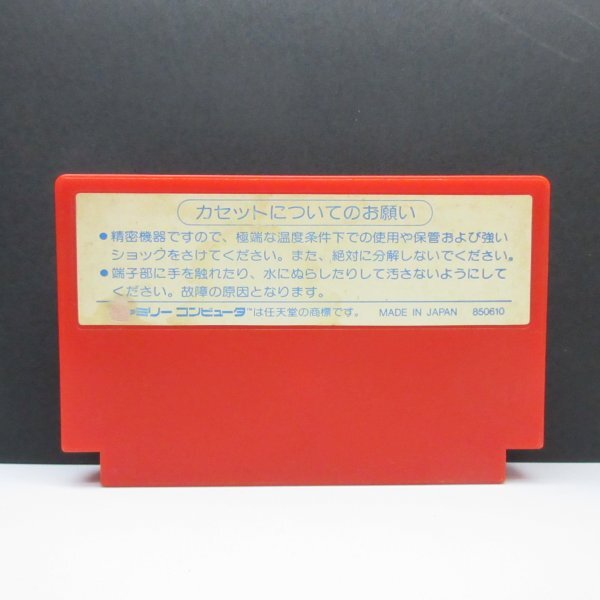 カセットについてのお願い
●精密機器ですので、極端な温度条件下での使用や保管および強い
ショックをさけてください。また、絶対に分解しないでください。
●端子部に手を触れたり、水にぬらしたりして汚さないようにして
ください。故障の原因となります。
ファミリー コンピュータ™は任天堂の商標です。 MADE IN JAPAN 850610